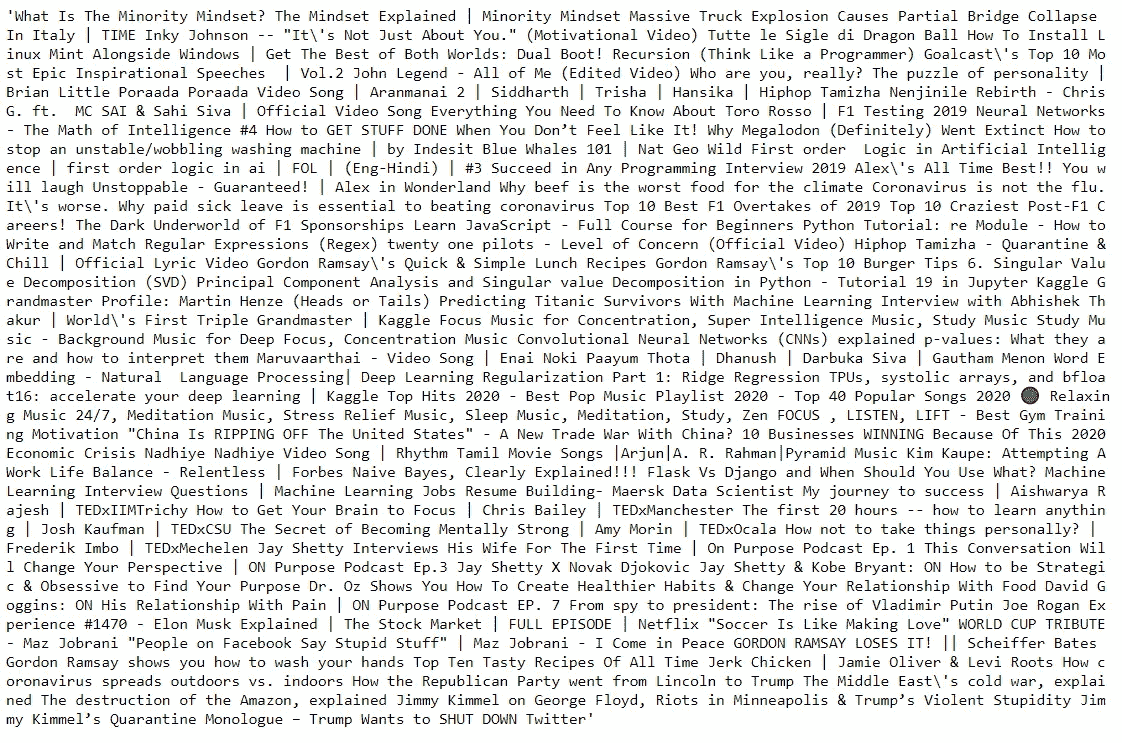 'What Is The Minority Mindset? The Mindset Explained | Minority Mindset Massive Truck Explosion Causes Partial Bridge Collapse
In Italy | TIME Inky Johnson -- "It\'s Not Just About You." (Motivational Video) Tutte le Sigle di Dragon Ball How To Install L
inux Mint Alongside Windows | Get The Best of Both Worlds: Dual Boot! Recursion (Think Like a Programmer) Goalcast\'s Top 10 Mo
st Epic Inspirational Speeches  | Vol.2 John Legend - All of Me (Edited Video) Who are you, really? The puzzle of personality |
Brian Little Poraada Poraada Video Song | Aranmanai 2 | Siddharth | Trisha | Hansika | Hiphop Tamizha Nenjinile Rebirth - Chris
G. ft.  MC SAI & Sahi Siva | Official Video Song Everything You Need To Know About Toro Rosso | F1 Testing 2019 Neural Networks
- The Math of Intelligence #4 How to GET STUFF DONE When You Don’t Feel Like It! Why Megalodon (Definitely) Went Extinct How to
stop an unstable/wobbling washing machine | by Indesit Blue Whales 101 | Nat Geo Wild First order  Logic in Artificial Intellig
ence | first order logic in ai | FOL | (Eng-Hindi) | #3 Succeed in Any Programming Interview 2019 Alex\'s All Time Best!! You w
ill laugh Unstoppable - Guaranteed! | Alex in Wonderland Why beef is the worst food for the climate Coronavirus is not the flu.
It\'s worse. Why paid sick leave is essential to beating coronavirus Top 10 Best F1 Overtakes of 2019 Top 10 Craziest Post-F1 C
areers! The Dark Underworld of F1 Sponsorships Learn JavaScript - Full Course for Beginners Python Tutorial: re Module - How to
Write and Match Regular Expressions (Regex) twenty one pilots - Level of Concern (Official Video) Hiphop Tamizha - Quarantine &
Chill | Official Lyric Video Gordon Ramsay\'s Quick & Simple Lunch Recipes Gordon Ramsay\'s Top 10 Burger Tips 6. Singular Valu
e Decomposition (SVD) Principal Component Analysis and Singular value Decomposition in Python - Tutorial 19 in Jupyter Kaggle G
randmaster Profile: Martin Henze (Heads or Tails) Predicting Titanic Survivors With Machine Learning Interview with Abhishek Th
akur | World\'s First Triple Grandmaster | Kaggle Focus Music for Concentration, Super Intelligence Music, Study Music Study Mu
sic - Background Music for Deep Focus, Concentration Music Convolutional Neural Networks (CNNs) explained p-values: What they a
re and how to interpret them Maruvaarthai - Video Song | Enai Noki Paayum Thota | Dhanush | Darbuka Siva | Gautham Menon Word E
mbedding - Natural  Language Processing| Deep Learning Regularization Part 1: Ridge Regression TPUs, systolic arrays, and bfloa
t16: accelerate your deep learning | Kaggle Top Hits 2020 - Best Pop Music Playlist 2020 - Top 40 Popular Songs 2020 🔴 Relaxin
g Music 24/7, Meditation Music, Stress Relief Music, Sleep Music, Meditation, Study, Zen FOCUS , LISTEN, LIFT - Best Gym Traini
ng Motivation "China Is RIPPING OFF The United States" - A New Trade War With China? 10 Businesses WINNING Because Of This 2020
Economic Crisis Nadhiye Nadhiye Video Song | Rhythm Tamil Movie Songs |Arjun|A. R. Rahman|Pyramid Music Kim Kaupe: Attempting A
Work Life Balance - Relentless | Forbes Naive Bayes, Clearly Explained!!! Flask Vs Django and When Should You Use What? Machine
Learning Interview Questions | Machine Learning Jobs Resume Building- Maersk Data Scientist My journey to success | Aishwarya R
ajesh | TEDxIIMTrichy How to Get Your Brain to Focus | Chris Bailey | TEDxManchester The first 20 hours -- how to learn anythin
g | Josh Kaufman | TEDxCSU The Secret of Becoming Mentally Strong | Amy Morin | TEDxOcala How not to take things personally? |
Frederik Imbo | TEDxMechelen Jay Shetty Interviews His Wife For The First Time | On Purpose Podcast Ep. 1 This Conversation Wil
l Change Your Perspective | ON Purpose Podcast Ep.3 Jay Shetty X Novak Djokovic Jay Shetty & Kobe Bryant: ON How to be Strategi
c & Obsessive to Find Your Purpose Dr. Oz Shows You How To Create Healthier Habits & Change Your Relationship With Food David G
oggins: ON His Relationship With Pain | ON Purpose Podcast EP. 7 From spy to president: The rise of Vladimir Putin Joe Rogan Ex
perience #1470 - Elon Musk Explained | The Stock Market | FULL EPISODE | Netflix "Soccer Is Like Making Love" WORLD CUP TRIBUTE
- Maz Jobrani "People on Facebook Say Stupid Stuff" | Maz Jobrani - I Come in Peace GORDON RAMSAY LOSES IT! || Scheiffer Bates
Gordon Ramsay shows you how to wash your hands Top Ten Tasty Recipes Of All Time Jerk Chicken | Jamie Oliver & Levi Roots How c
oronavirus spreads outdoors vs. indoors How the Republican Party went from Lincoln to Trump The Middle East\'s cold war, explai
ned The destruction of the Amazon, explained Jimmy Kimmel on George Floyd, Riots in Minneapolis & Trump’s Violent Stupidity Jim
my Kimmel’s Quarantine Monologue – Trump Wants to SHUT DOWN Twitter'